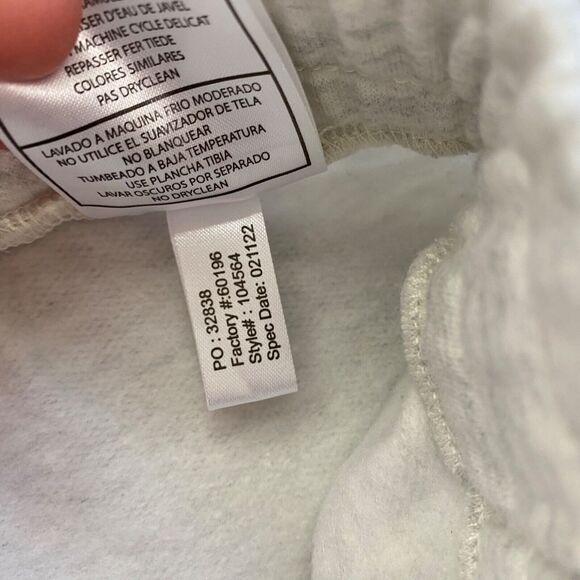 D'EAU DE JAVEL
MACHINE CYCLE DELICAT
REPASSER FER TIEDE
COLORES SIMILARES
PAS DRYCLEAN
LAVADO A MAQUINA FRIO MODERADO
NO UTILICE EL SUAVIZADOR DE TELA
NO BLANQUEAR
TUMBEADO A BAJA TEMPERATURA
USE PLANCHA TIBIA
LAVAR OSCUROS POR SEPARADO
NO DRYCLEAN
PO : 32838
Factory #:60196
Style# : 104564
Spec Date: 021122